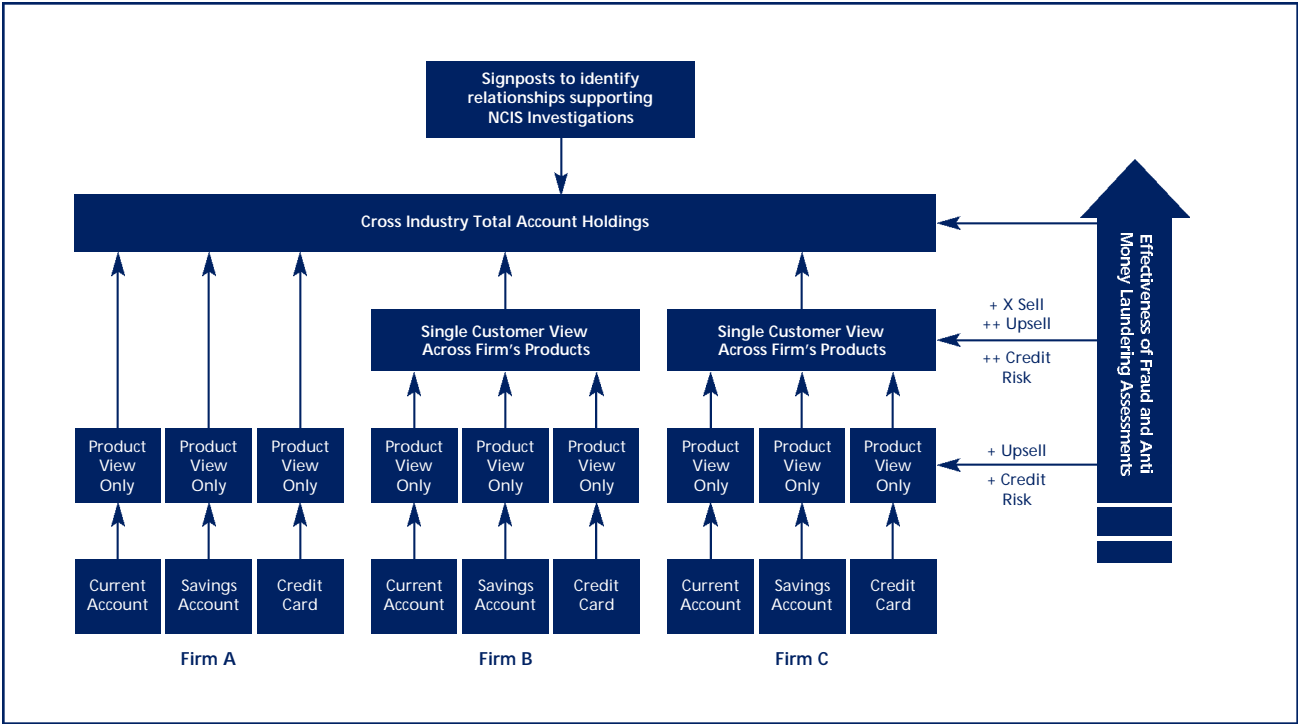 Signposts to identify
relationships supporting
NCIS Investigations
Cross Industry Total Account Holdings
Single Customer View
Across Firm's Products
Single Customer View
Across Firm's Products
+ X Sell
++ Upsell
++ Credit
Risk
Product
View
Only
Product
View
Only
Product
View
Only
Product
View
Only
Product
View
Only
Product
View
Only
Product
View
Only
Product
View
Only
Product
View
Only
+ Upsell
+ Credit
Risk
Current
Account
Savings
Account
Credit
Card
Current
Account
Savings
Account
Credit
Card
Current
Account
Savings
Account
Credit
Card
Firm A
Firm B
Firm C
Effectiveness of Fraud and Anti
Money Laundering Assessments